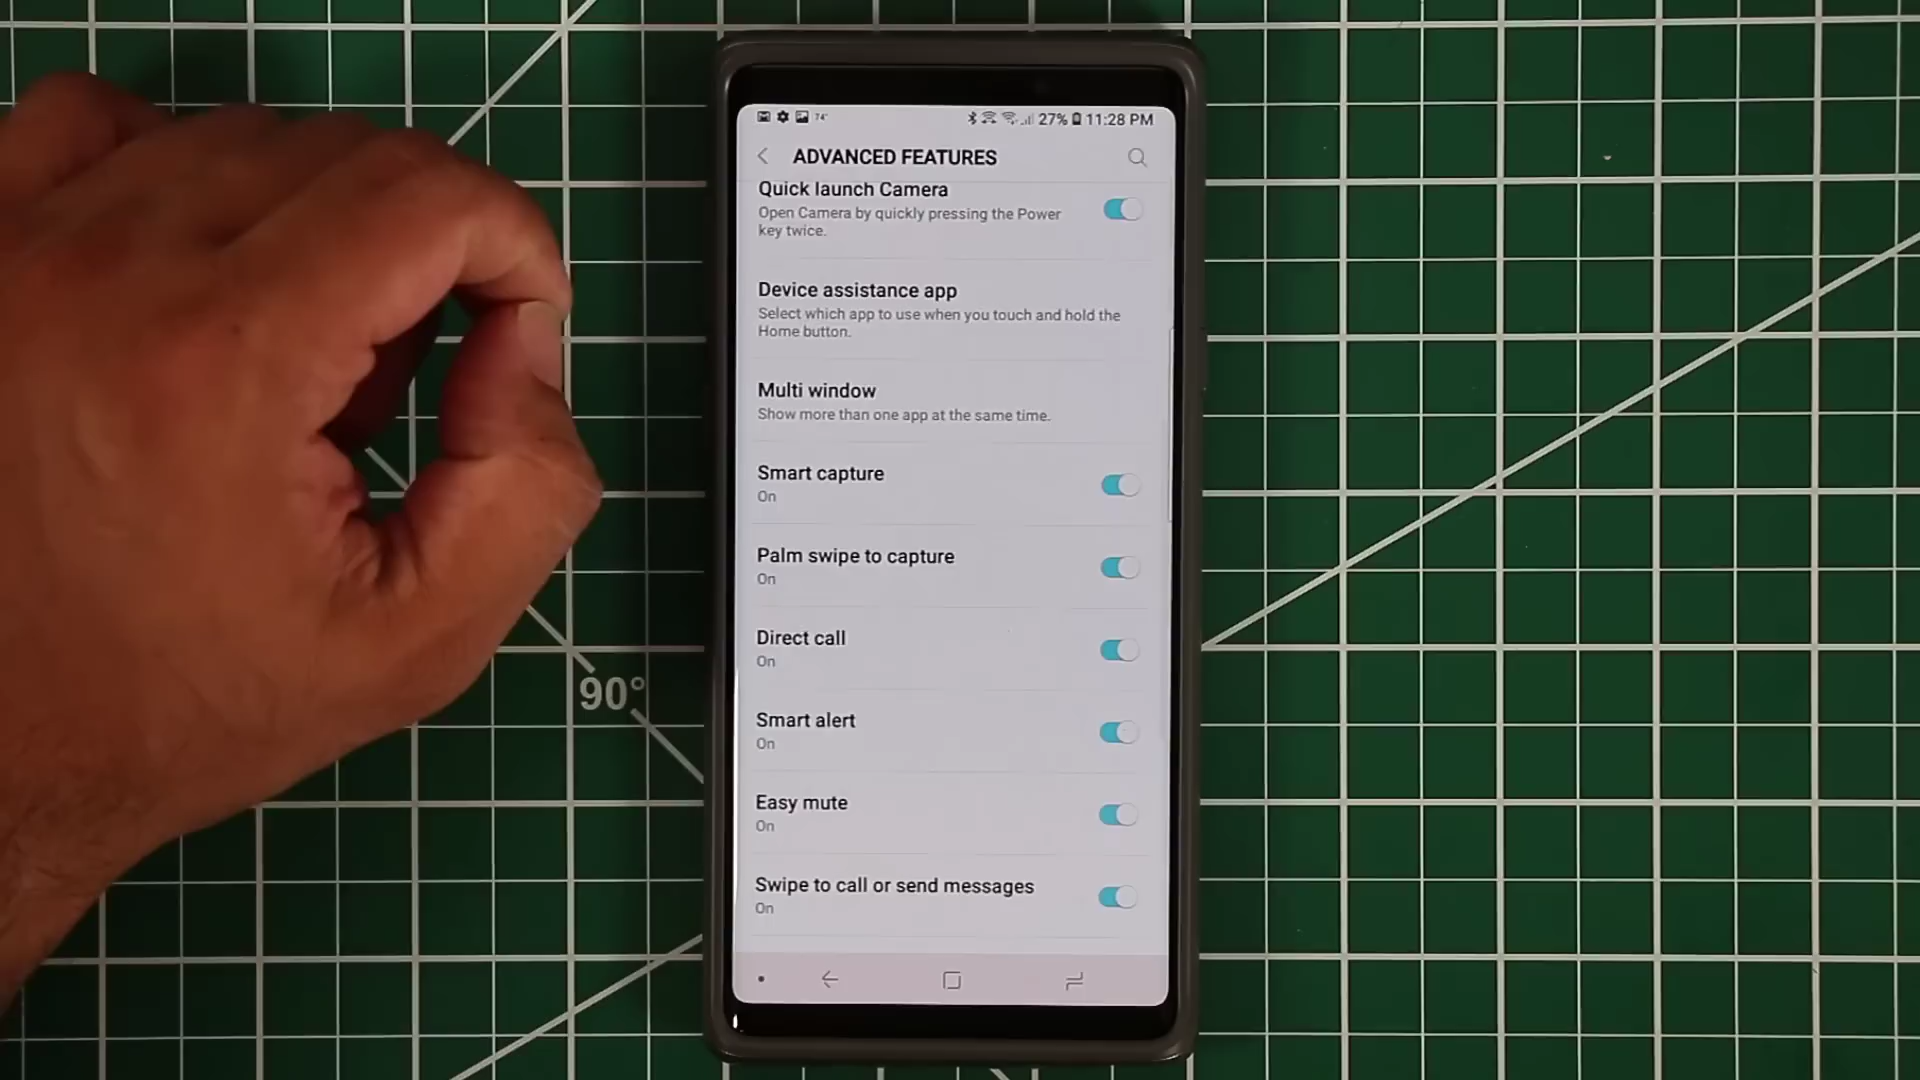 74°
27% 11:28 PM
ADVANCED FEATURES
Quick launch Camera
Open Camera by quickly pressing the Power
key twice.
Device assistance app
Select which app to use when you touch and hold the
Home button.
Multi window
Show more than one app at the same time.
Smart capture
On
Palm swipe to capture
On
Direct call
On
90°
Smart alert
On
Easy mute
On
Swipe to call or send messages
On